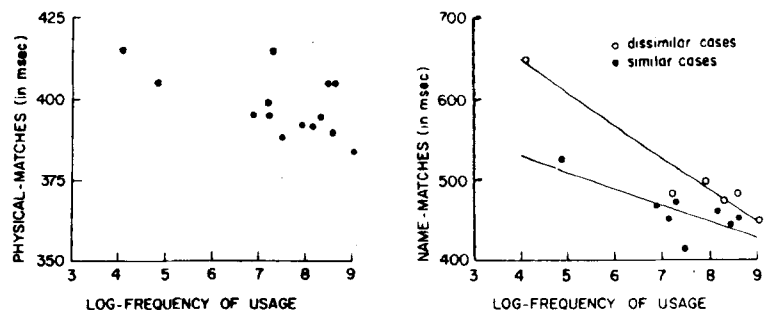 PHYSICAL-MATCHES (in msec)
425
400
375
350
3 4 5 6 7 8 9
LOG-FREQUENCY OF USAGE
NAME-MATCHES (in msec)
700
600
500
400
○ dissimilar cases
● similar cases
3 4 5 6 7 8 9
LOG-FREQUENCY OF USAGE